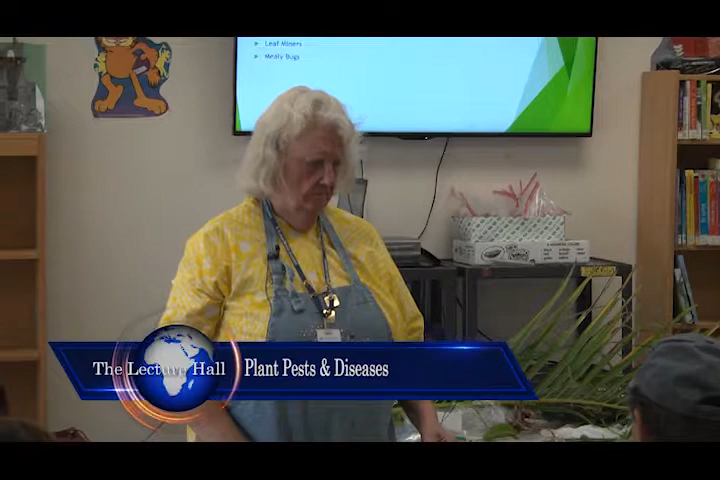 ➤ Leaf Miners
➤ Mealy Bugs
The Lecture Hall
Plant Pests & Diseases